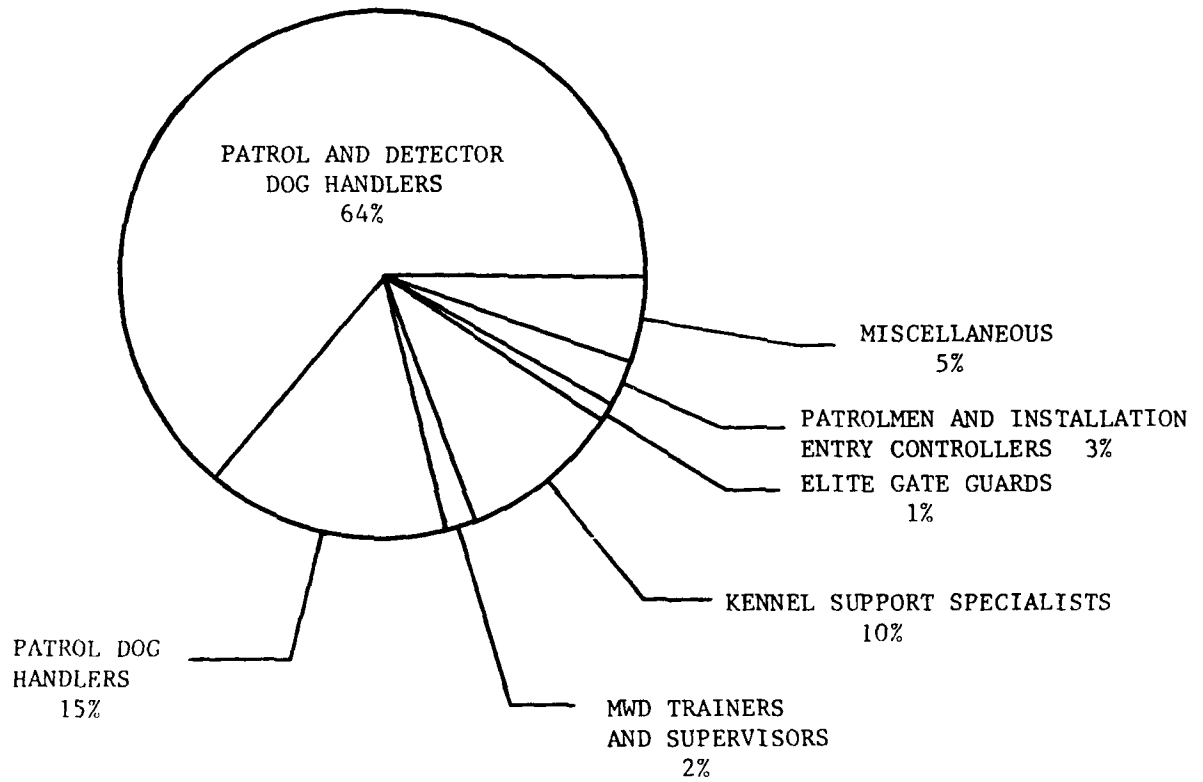 PATROL AND DETECTOR
DOG HANDLERS
64%
MISCELLANEOUS
5%
PATROLMEN AND INSTALLATION
ENTRY CONTROLLERS 3%
ELITE GATE GUARDS
1%
KENNEL SUPPORT SPECIALISTS
10%
PATROL DOG
HANDLERS
15%
MWD TRAINERS
AND SUPERVISORS
2%